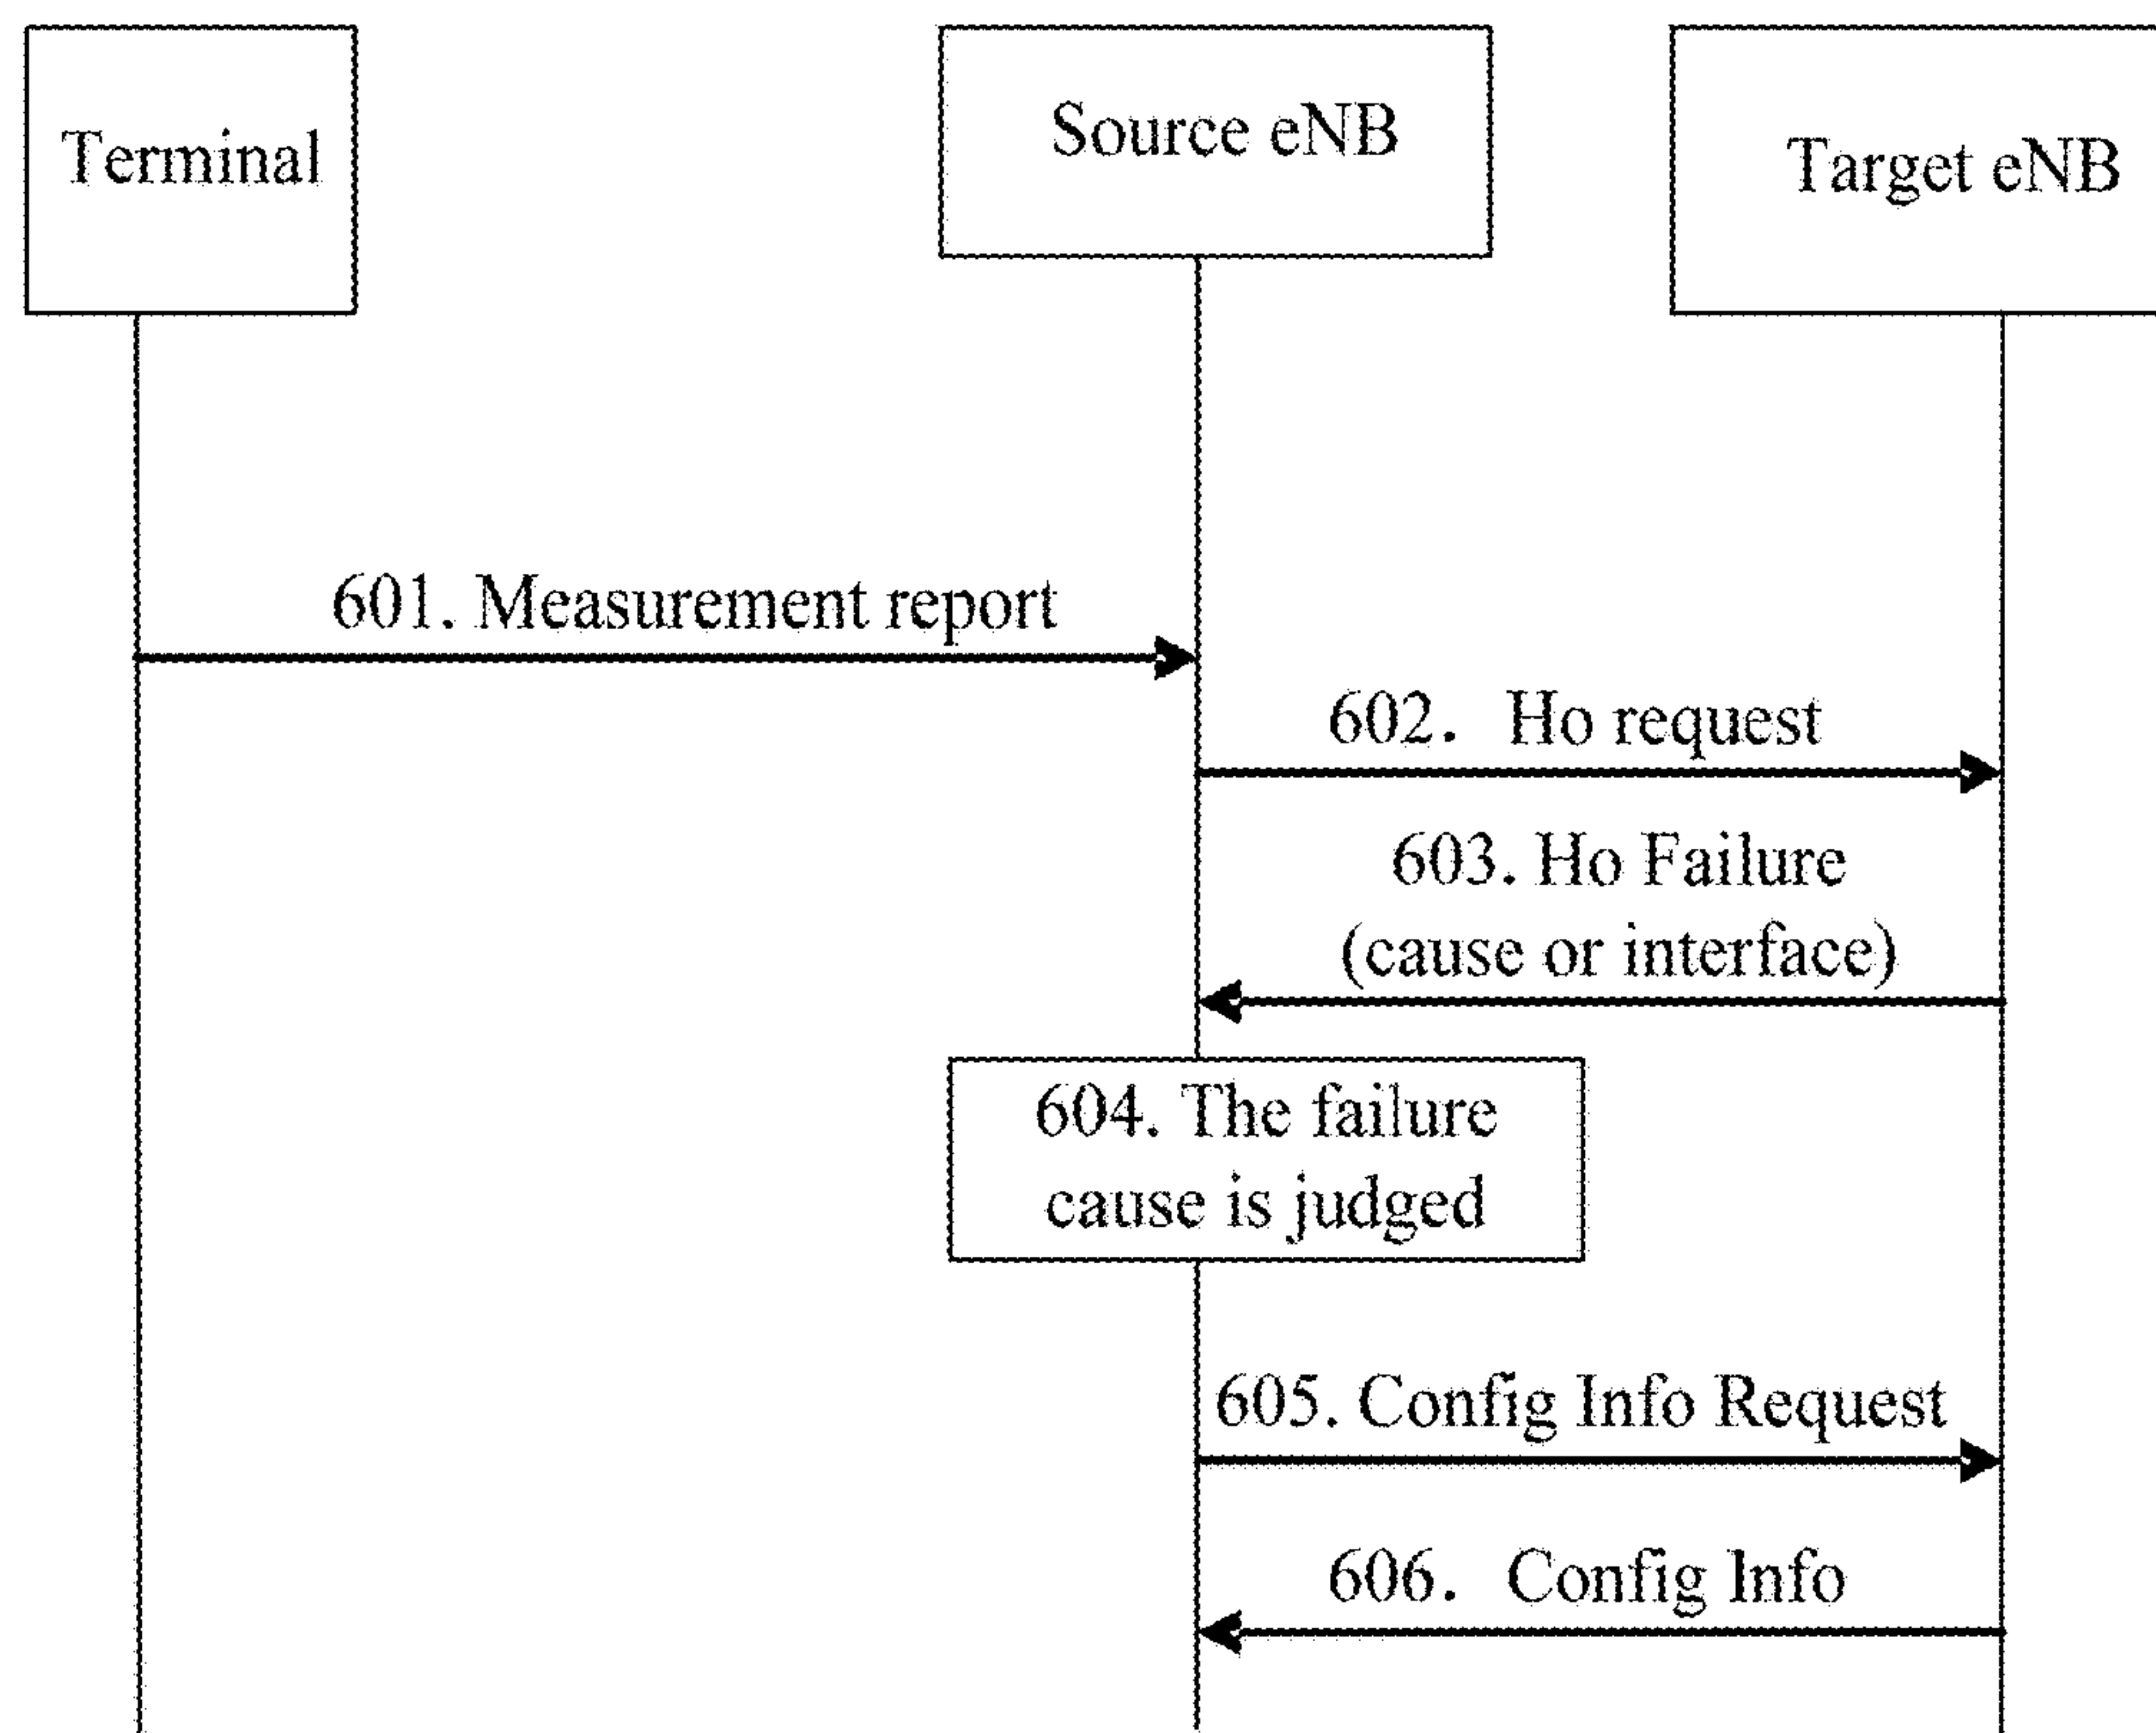 Terminal
Source eNB
Target eNB
601. Measurement report
602. Ho request
603. Ho Failure
(cause or interface)
604. The failure
cause is judged
605. Config Info Request
606. Config Info